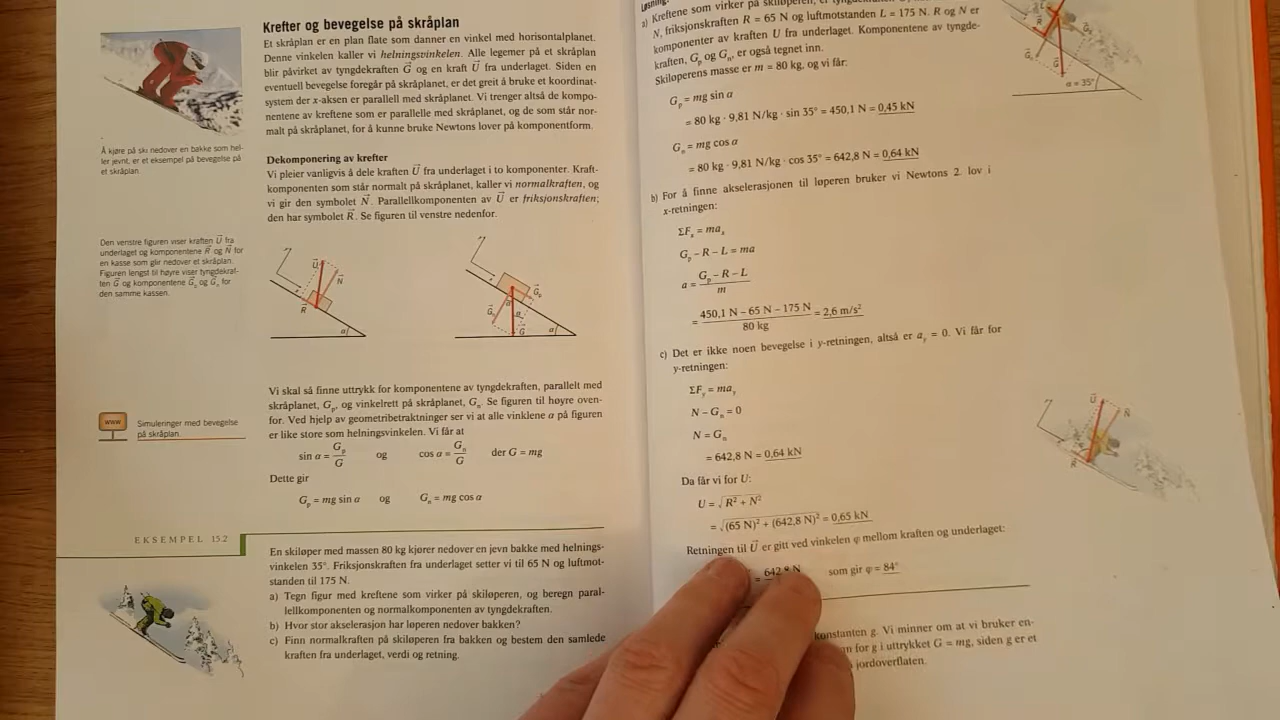 Krefter og bevegelse på skråplan
Et skråplan er en plan flate som danner en vinkel med horisontalplanet.
Denne vinkelen kaller vi helningsvinkelen. Alle legemer på et skråplan
blir påvirket av tyngdekraften G⃗ og en kraft U⃗ fra underlaget. Siden en
eventuell bevegelse foregår på skråplanet, er det greit å bruke et koordinat-
system der x-aksen er parallell med skråplanet. Vi trenger altså de kompo-
nentene av kreftene som er parallelle med skråplanet, og de som står nor-
malt på skråplanet, for å kunne bruke Newtons lover på komponentform.
Å kjøre på ski nedover en bakke som hel-
ler jevnt, er et eksempel på bevegelse på
et skråplan.
Dekomponering av krefter
Vi pleier vanligvis å dele kraften U⃗ fra underlaget i to komponenter. Kraft-
komponenten som står normalt på skråplanet, kaller vi normalkraften, og
vi gir den symbolet N⃗. Parallellkomponenten av U⃗ er friksjonskraften;
den har symbolet R⃗. Se figuren til venstre nedenfor.
Den venstre figuren viser kraften U⃗ fra
underlaget og komponentene R⃗ og N⃗ for
en kasse som glir nedover et skråplan.
Figuren lengst til høyre viser tyngdekraf-
ten G⃗ og komponentene G⃗p og G⃗n for
den samme kassen.
U⃗
N⃗
R⃗
α
G⃗p
G⃗n
α
α
G⃗
α
Vi skal så finne uttrykk for komponentene av tyngdekraften, parallelt med
skråplanet, Gp, og vinkelrett på skråplanet, Gn. Se figuren til høyre oven-
for. Ved hjelp av geometribetraktninger ser vi at alle vinklene α på figuren
er like store som helningsvinkelen. Vi får at
www
Simuleringer med bevegelse
på skråplan.
sin α = Gp/G og cos α = Gn/G der G = mg
Dette gir
Gp = mg sin α og Gn = mg cos α
EKSEMPEL 15.2
En skiløper med massen 80 kg kjører nedover en jevn bakke med helnings-
vinkelen 35°. Friksjonskraften fra underlaget setter vi til 65 N og luftmot-
standen til 175 N.
a) Tegn figur med kreftene som virker på skiløperen, og beregn paral-
lellkomponenten og normalkomponenten av tyngdekraften.
b) Hvor stor akselerasjon har løperen nedover bakken?
c) Finn normalkraften på skiløperen fra bakken og bestem den samlede
kraften fra underlaget, verdi og retning.
Løsning:
a) Kreftene som virker på skiløperen, er
N, friksjonskraften R = 65 N og luftmotstanden L = 175 N. R og N er
komponenter av kraften U fra underlaget. Komponentene av tyngde-
kraften, Gp og Gn, er også tegnet inn.
Skiløperens masse er m = 80 kg, og vi får:
Gp = mg sin α
= 80 kg · 9,81 N/kg · sin 35° = 450,1 N = 0,45 kN
Gn = mg cos α
= 80 kg · 9,81 N/kg · cos 35° = 642,8 N = 0,64 kN
α = 35°
b) For å finne akselerasjonen til løperen bruker vi Newtons 2. lov i
x-retningen:
ΣFx = max
Gp − R − L = ma
a = (Gp − R − L)/m
= (450,1 N − 65 N − 175 N)/80 kg = 2,6 m/s²
c) Det er ikke noen bevegelse i y-retningen, altså er ay = 0. Vi får for
y-retningen:
ΣFy = may
N − Gn = 0
N = Gn
= 642,8 N = 0,64 kN
Da får vi for U:
U = √(R² + N²)
= √((65 N)² + (642,8 N)²) = 0,65 kN
U⃗
N⃗
R⃗
Retningen til U⃗ er gitt ved vinkelen φ mellom kraften og underlaget:
= 642,8 N som gir φ = 84°
konstanten g. Vi minner om at vi bruker en-
for g i uttrykket G = mg, siden g er et
jordoverflaten.